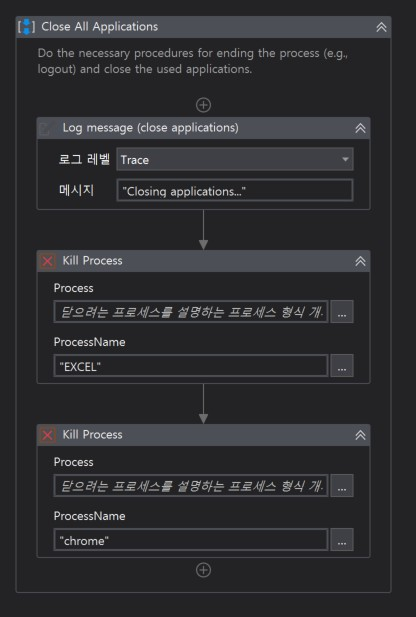 Close All Applications
Do the necessary procedures for ending the process (e.g.,
logout) and close the used applications.
Log message (close applications)
로그 레벨 Trace
메시지 "Closing applications..."
Kill Process
Process
닫으려는 프로세스를 설명하는 프로세스 형식 개. ...
ProcessName
"EXCEL" ...
Kill Process
Process
닫으려는 프로세스를 설명하는 프로세스 형식 개. ...
ProcessName
"chrome" ...